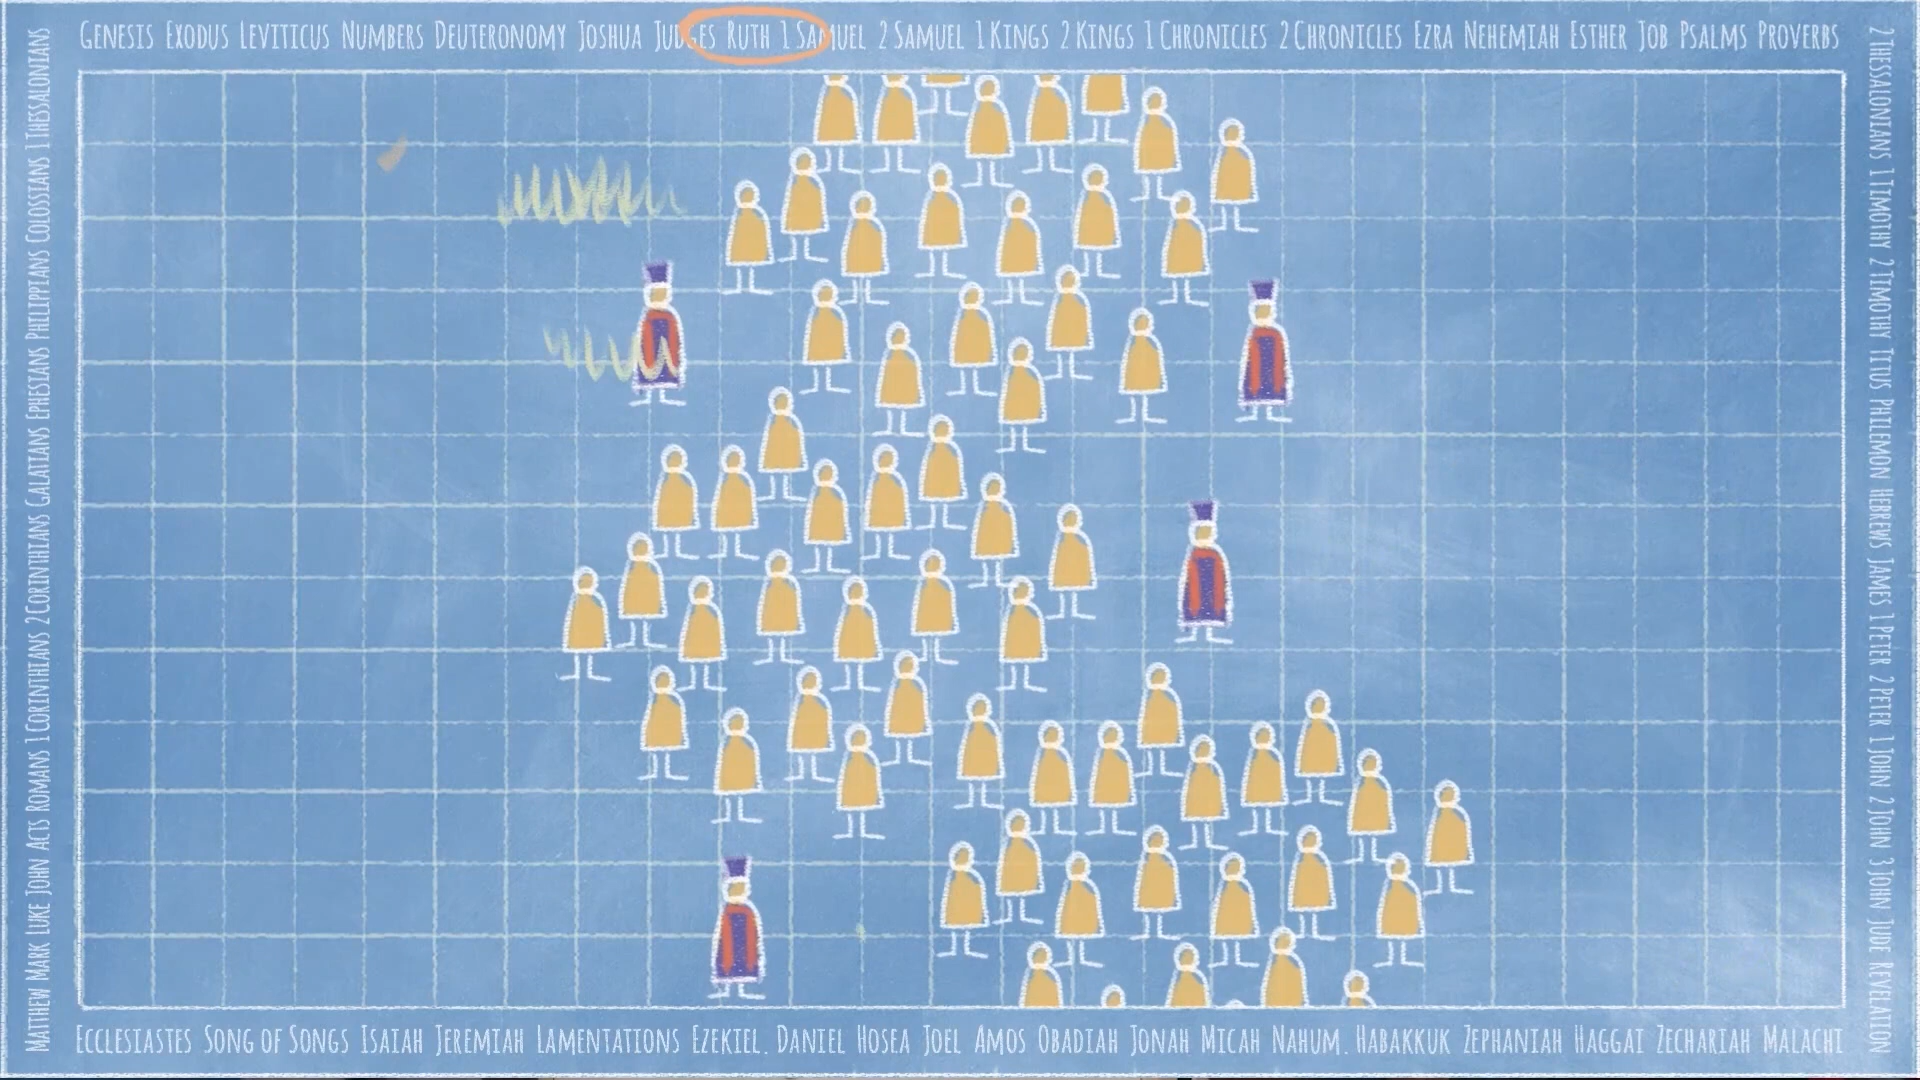 GENESIS EXODUS LEVITICUS NUMBERS DEUTERONOMY JOSHUA JUDGES RUTH 1 SAMUEL 2 SAMUEL 1 KINGS 2 KINGS 1 CHRONICLES 2 CHRONICLES EZRA NEHEMIAH ESTHER JOB PSALMS PROVERBS
ECCLESIASTES SONG OF SONGS ISAIAH JEREMIAH LAMENTATIONS EZEKIEL. DANIEL HOSEA JOEL AMOS OBADIAH JONAH MICAH NAHUM. HABAKKUK ZEPHANIAH HAGGAI ZECHARIAH MALACHI
MATTHEW MARK LUKE JOHN ACTS ROMANS 1 CORINTHIANS 2 CORINTHIANS GALATIANS EPHESIANS PHILIPPIANS COLOSSIANS 1 THESSALONIANS
2 THESSALONIANS 1 TIMOTHY 2 TIMOTHY TITUS PHILEMON HEBREWS JAMES 1 PETER 2 PETER 1 JOHN 2 JOHN 3 JOHN JUDE REVELATION